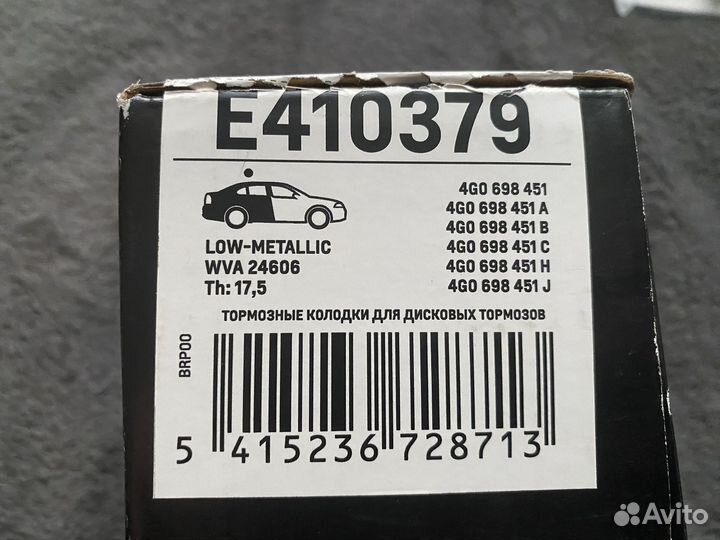 E410379
4G0 698 451
4G0 698 451 A
4G0 698 451 B
4G0 698 451 C
4G0 698 451 H
4G0 698 451 J
LOW-METALLIC
WVA 24606
Th: 17,5
ТОРМОЗНЫЕ КОЛОДКИ ДЛЯ ДИСКОВЫХ ТОРМОЗОВ
BRP00
5 415236 728713
Avito